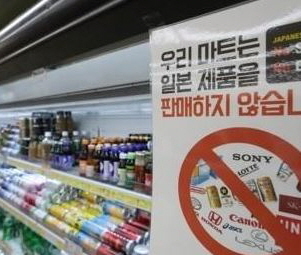 우리 마트는
JAPANES
일본 제품을
판매하지 않습니
SONY
LOTTE
HONDA
Canon
asics
LEXUS